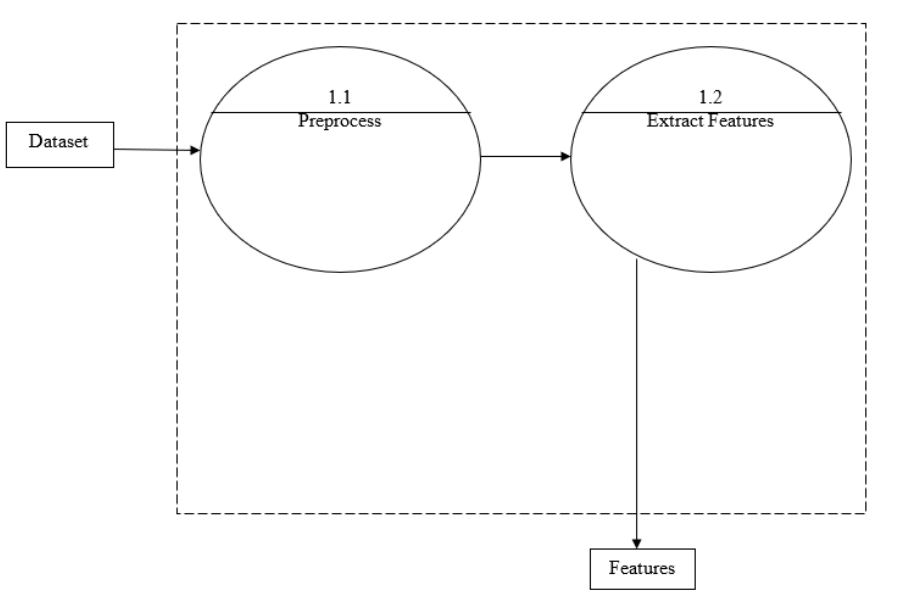 1.1
Preprocess
1.2
Extract Features
Dataset
Features